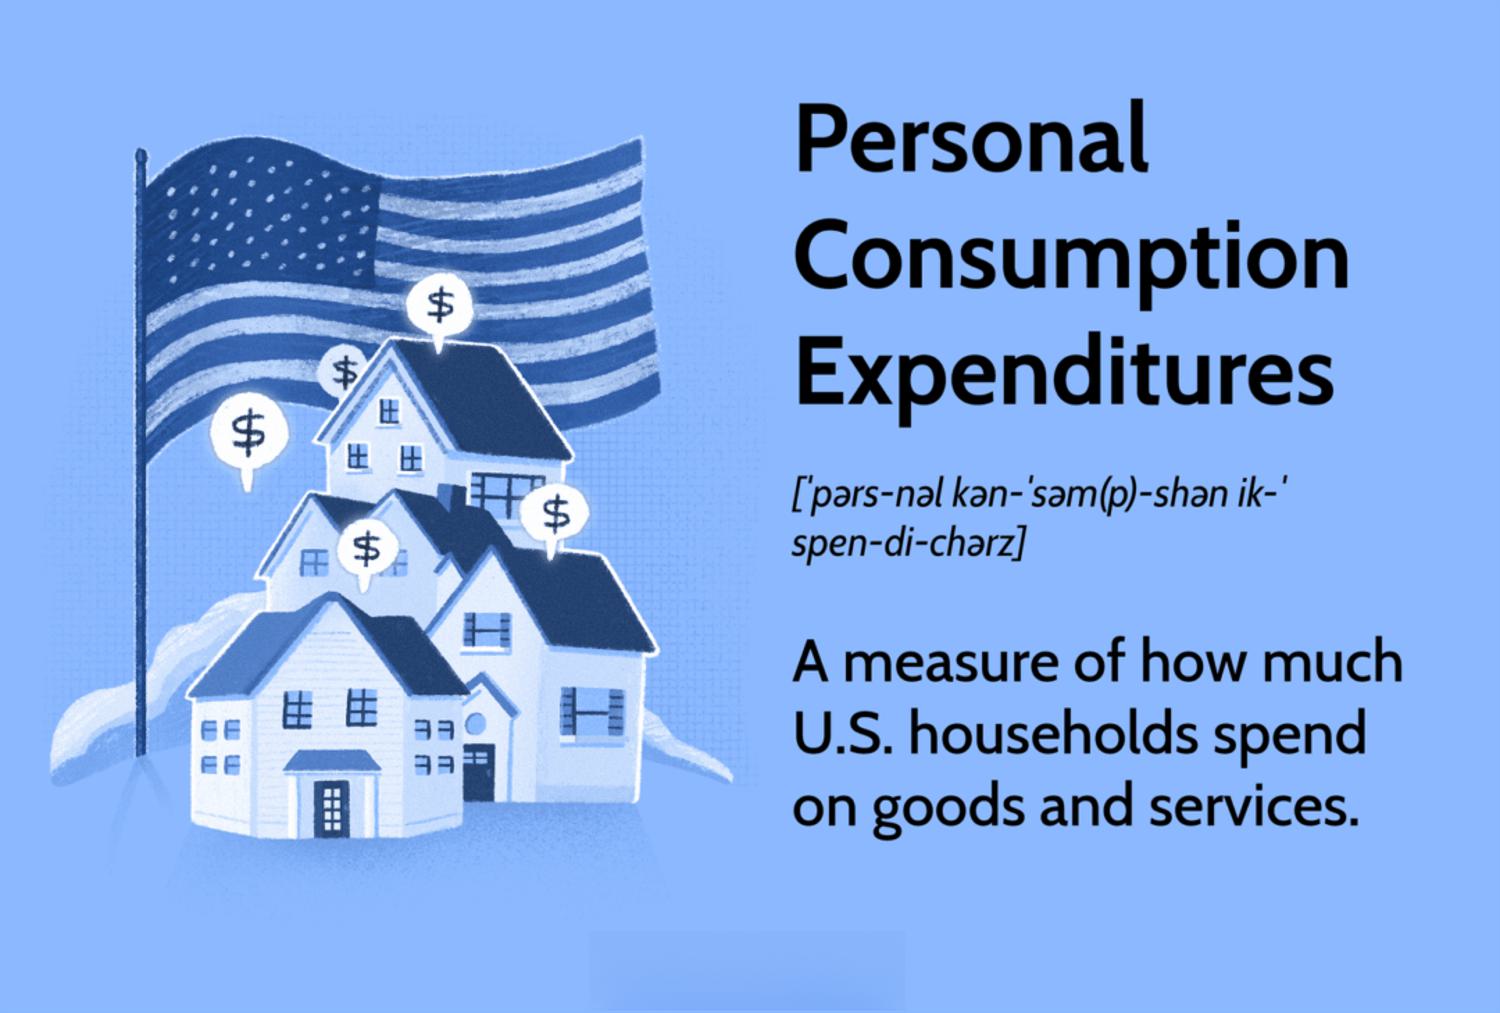 $
$
$
$
$
Personal
Consumption
Expenditures
[ˈpərs-nəl kən-ˈsəm(p)-shən ik-ˈ
spen-di-chərz]
A measure of how much
U.S. households spend
on goods and services.